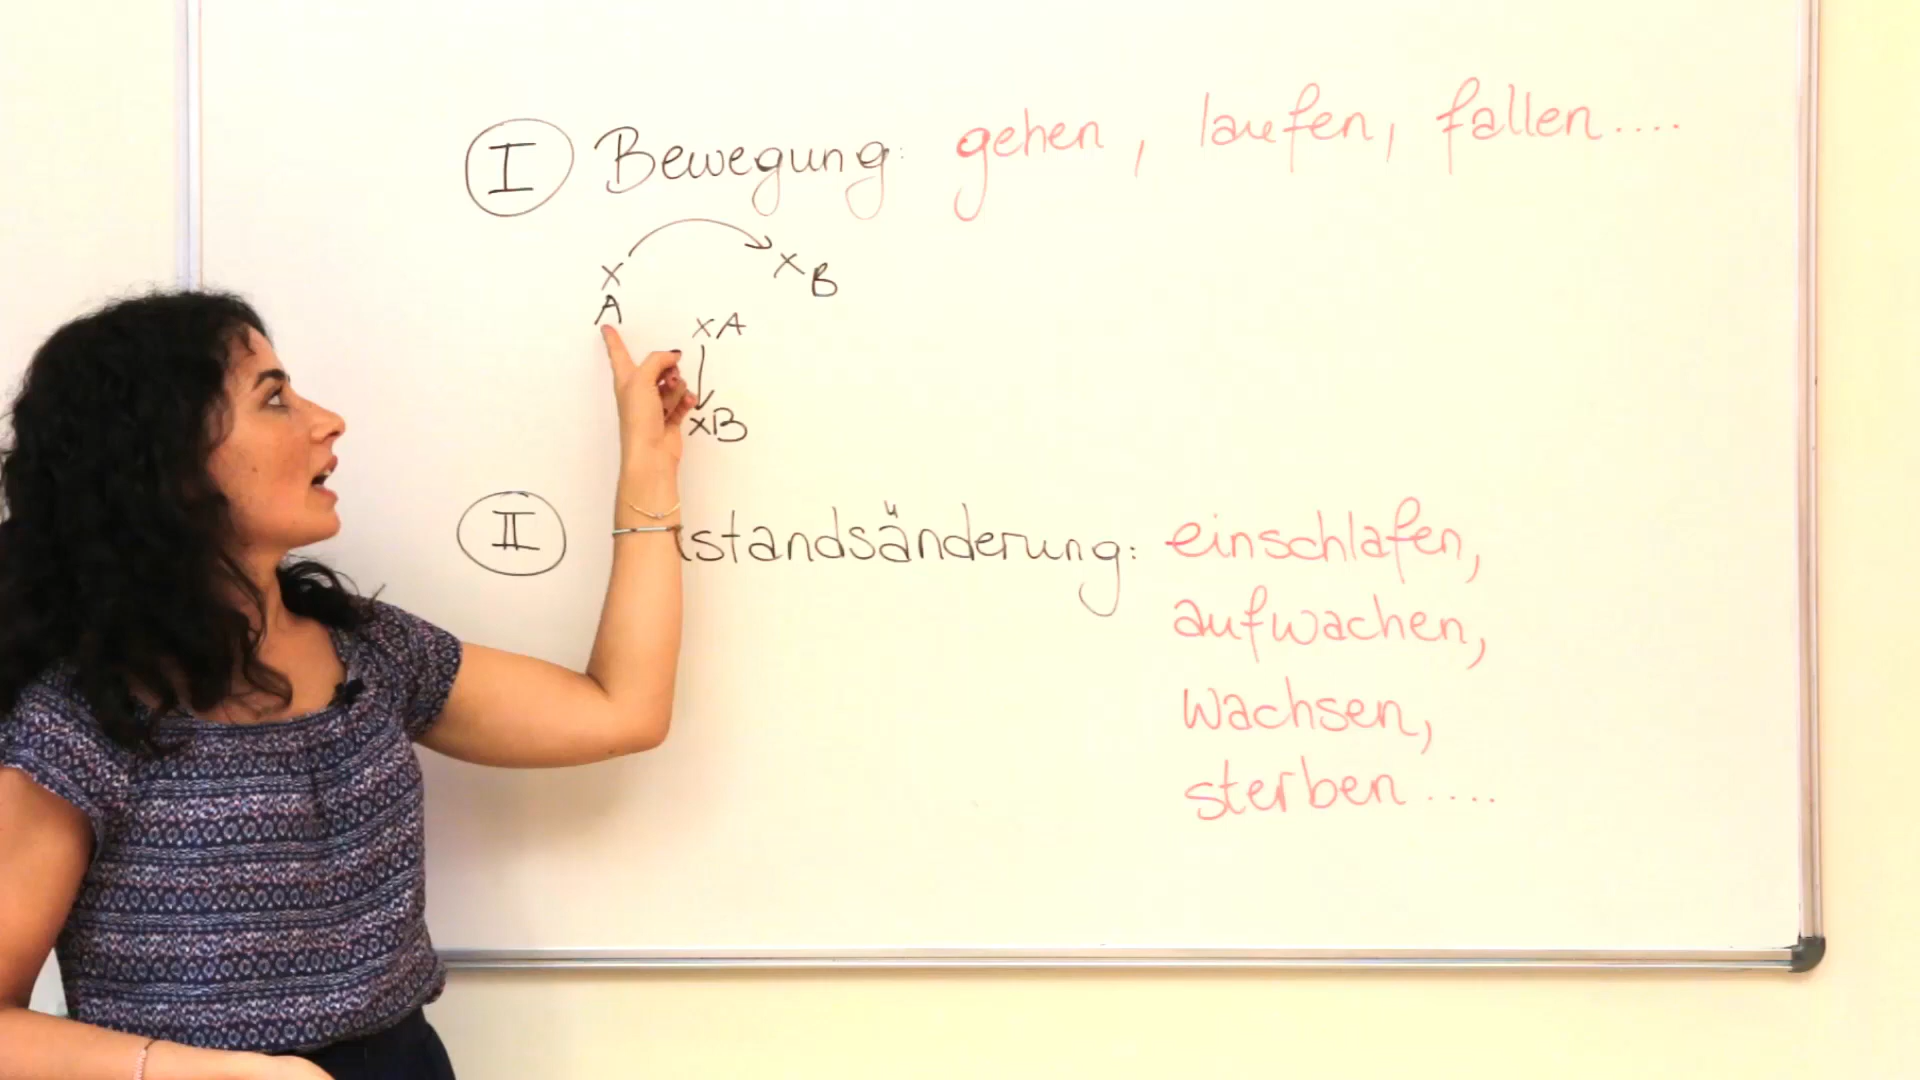 I Bewegung: gehen, laufen, fallen....
x x B
A
x A
x B
II standsänderung: einschlafen,
aufwachen,
wachsen,
sterben ....